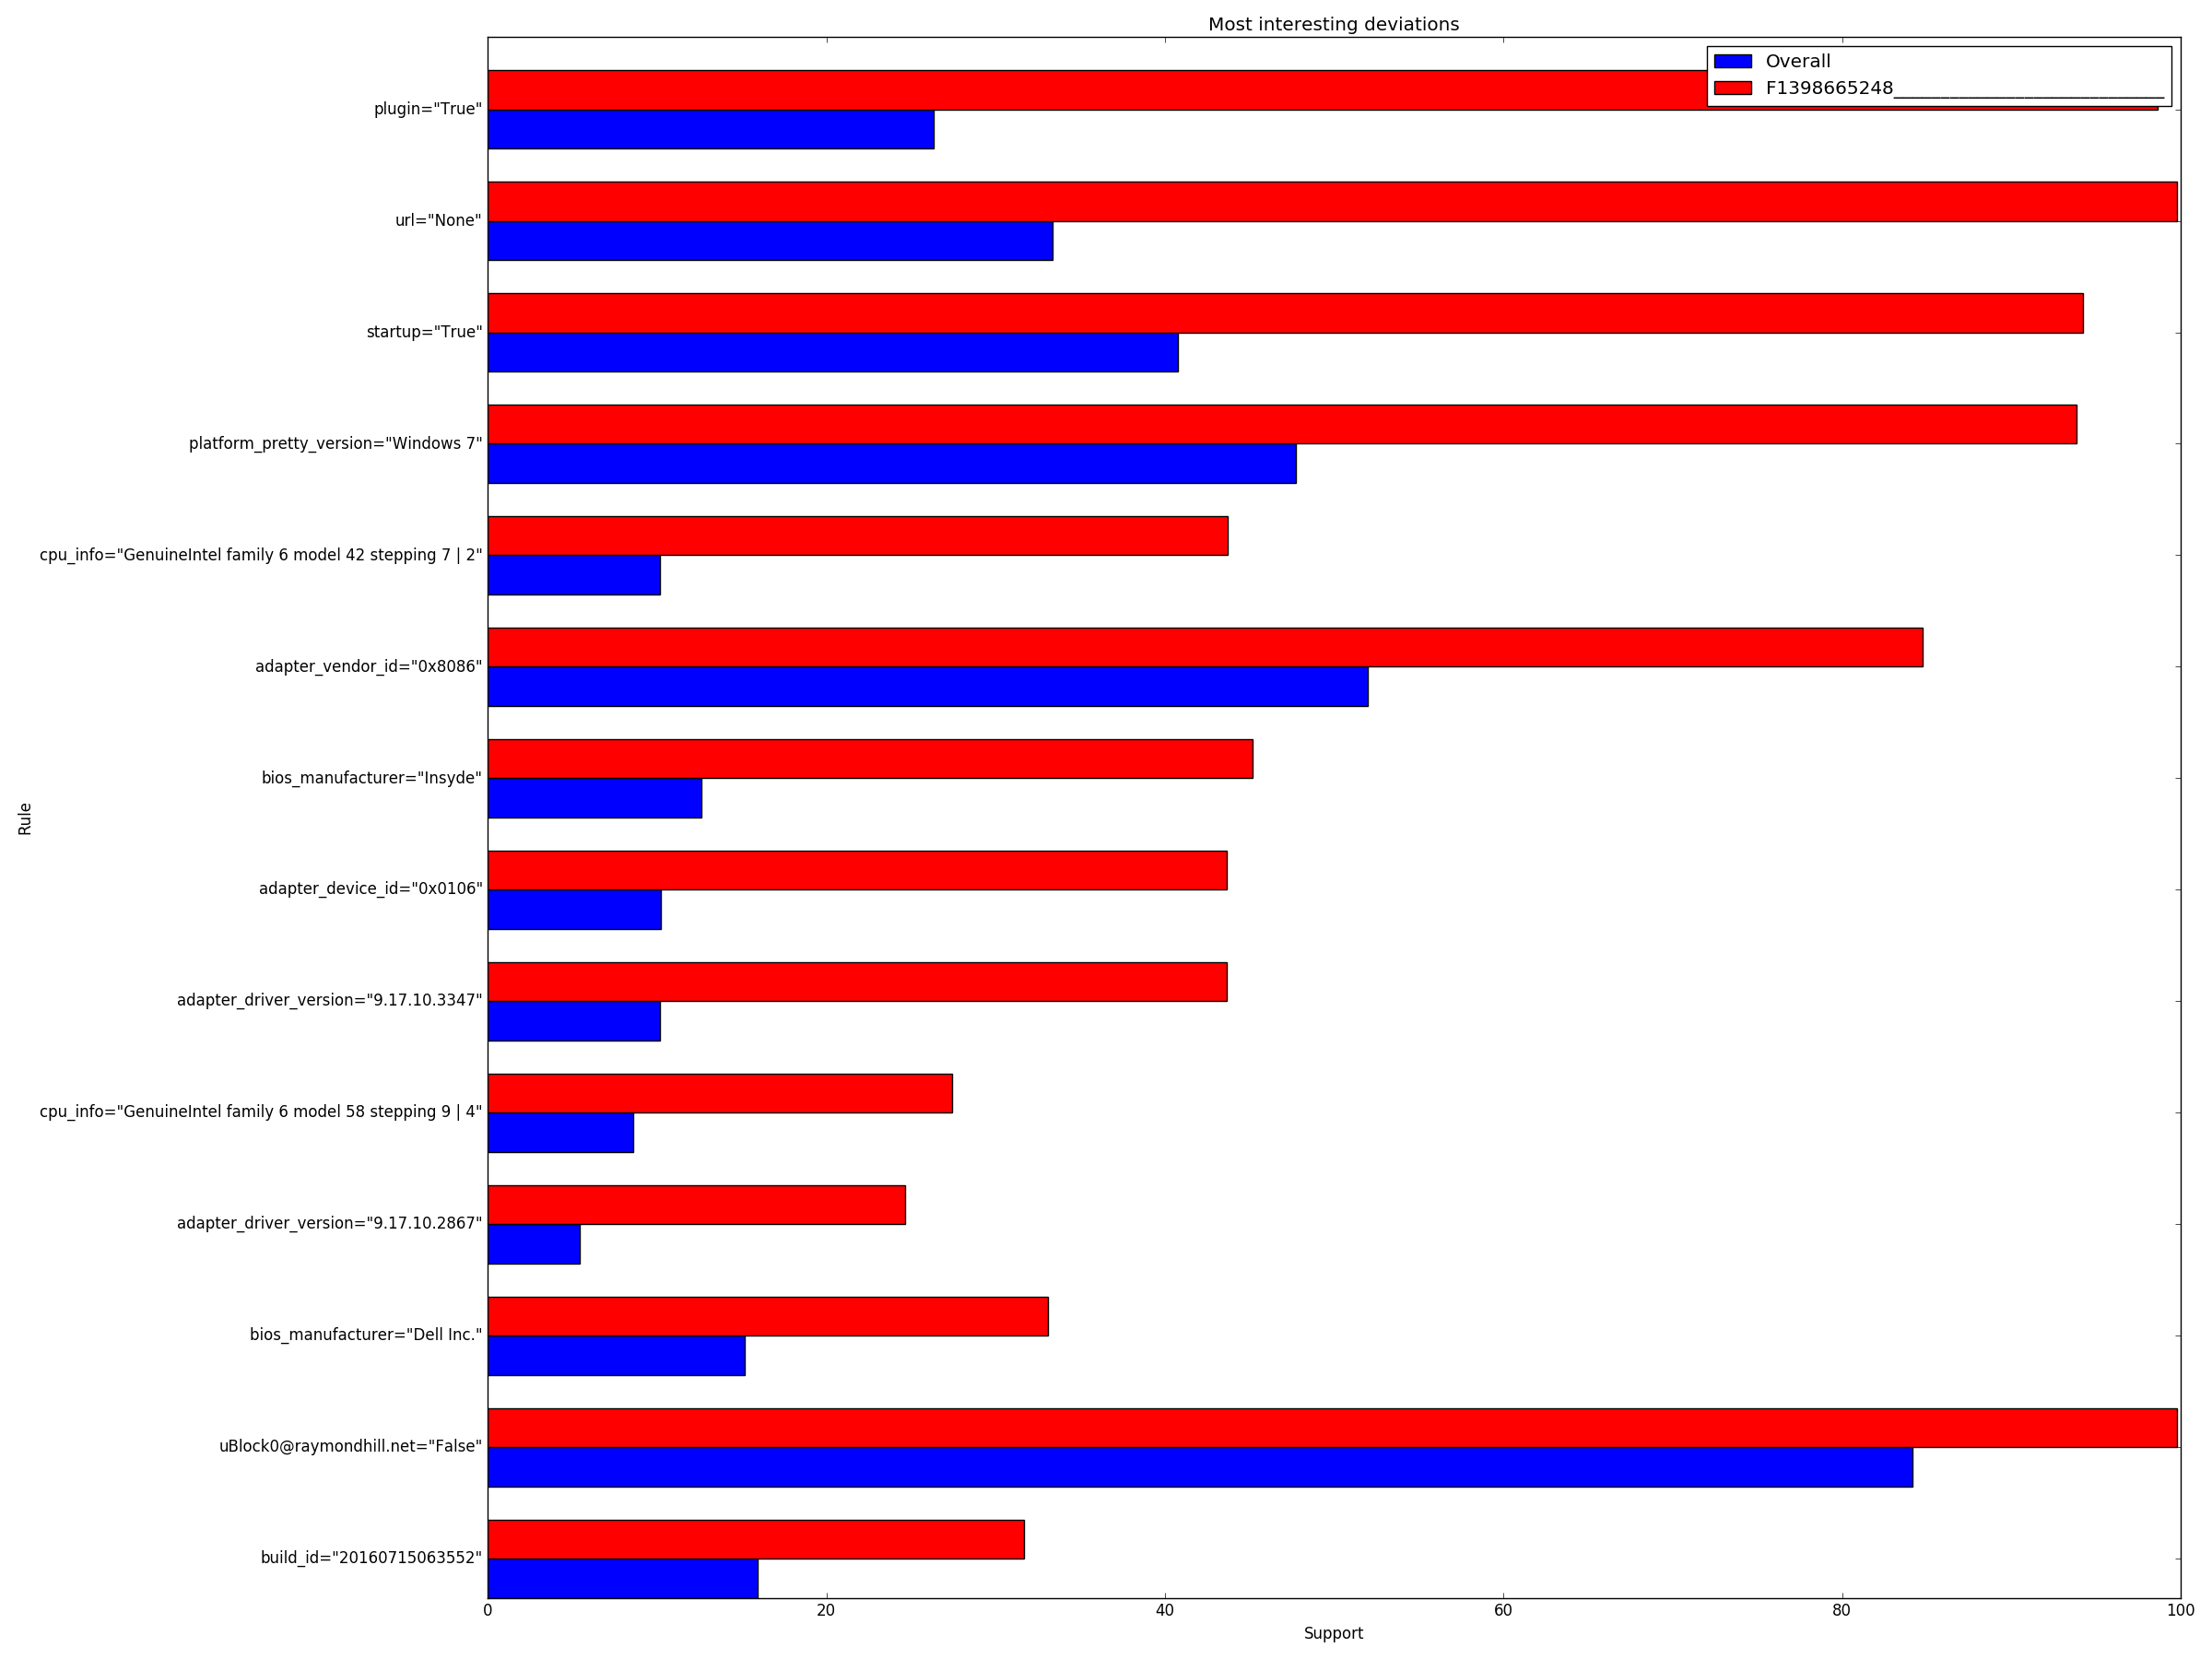 Most interesting deviations
Overall
F1398665248_____________________________
plugin="True"
url="None"
startup="True"
platform_pretty_version="Windows 7"
cpu_info="GenuineIntel family 6 model 42 stepping 7 | 2"
adapter_vendor_id="0x8086"
bios_manufacturer="Insyde"
adapter_device_id="0x0106"
adapter_driver_version="9.17.10.3347"
cpu_info="GenuineIntel family 6 model 58 stepping 9 | 4"
adapter_driver_version="9.17.10.2867"
bios_manufacturer="Dell Inc."
uBlock0@raymondhill.net="False"
build_id="20160715063552"
Rule
0 20 40 60 80 100
Support